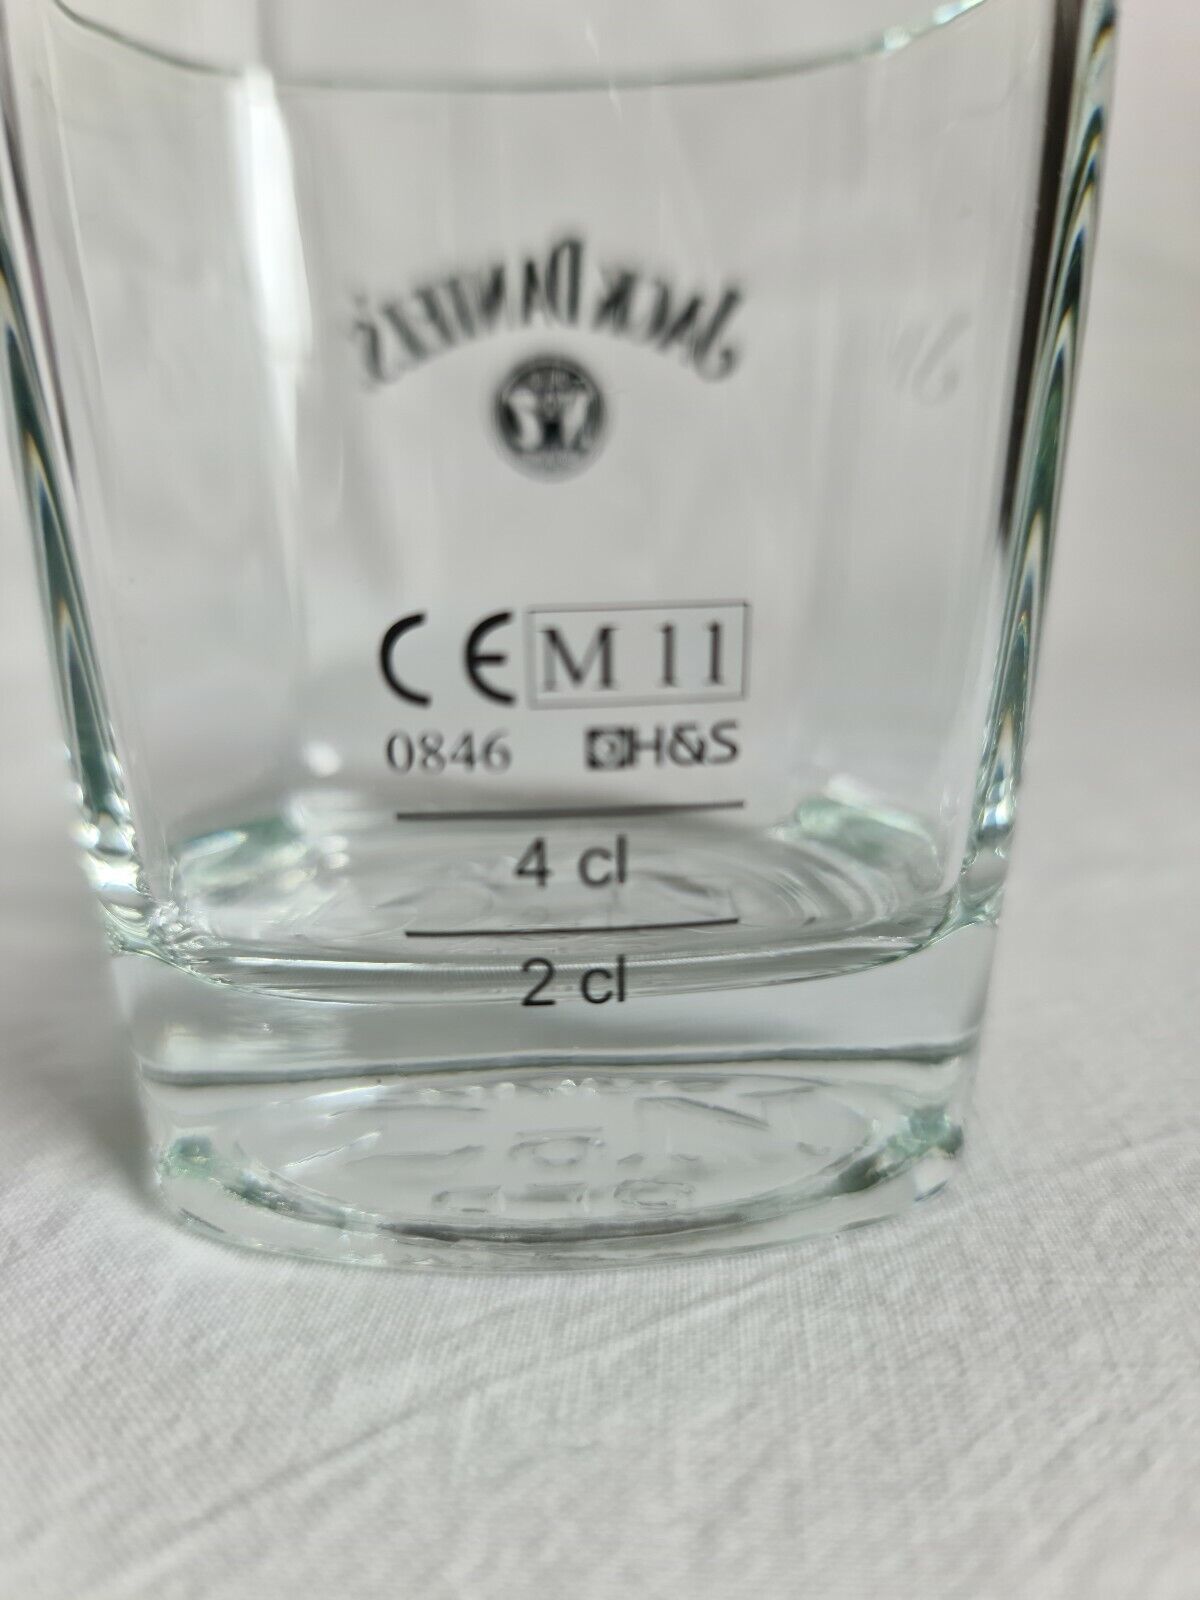 JACK DANIEL'S
CE M 11
0846 H&S
4 cl
2 cl